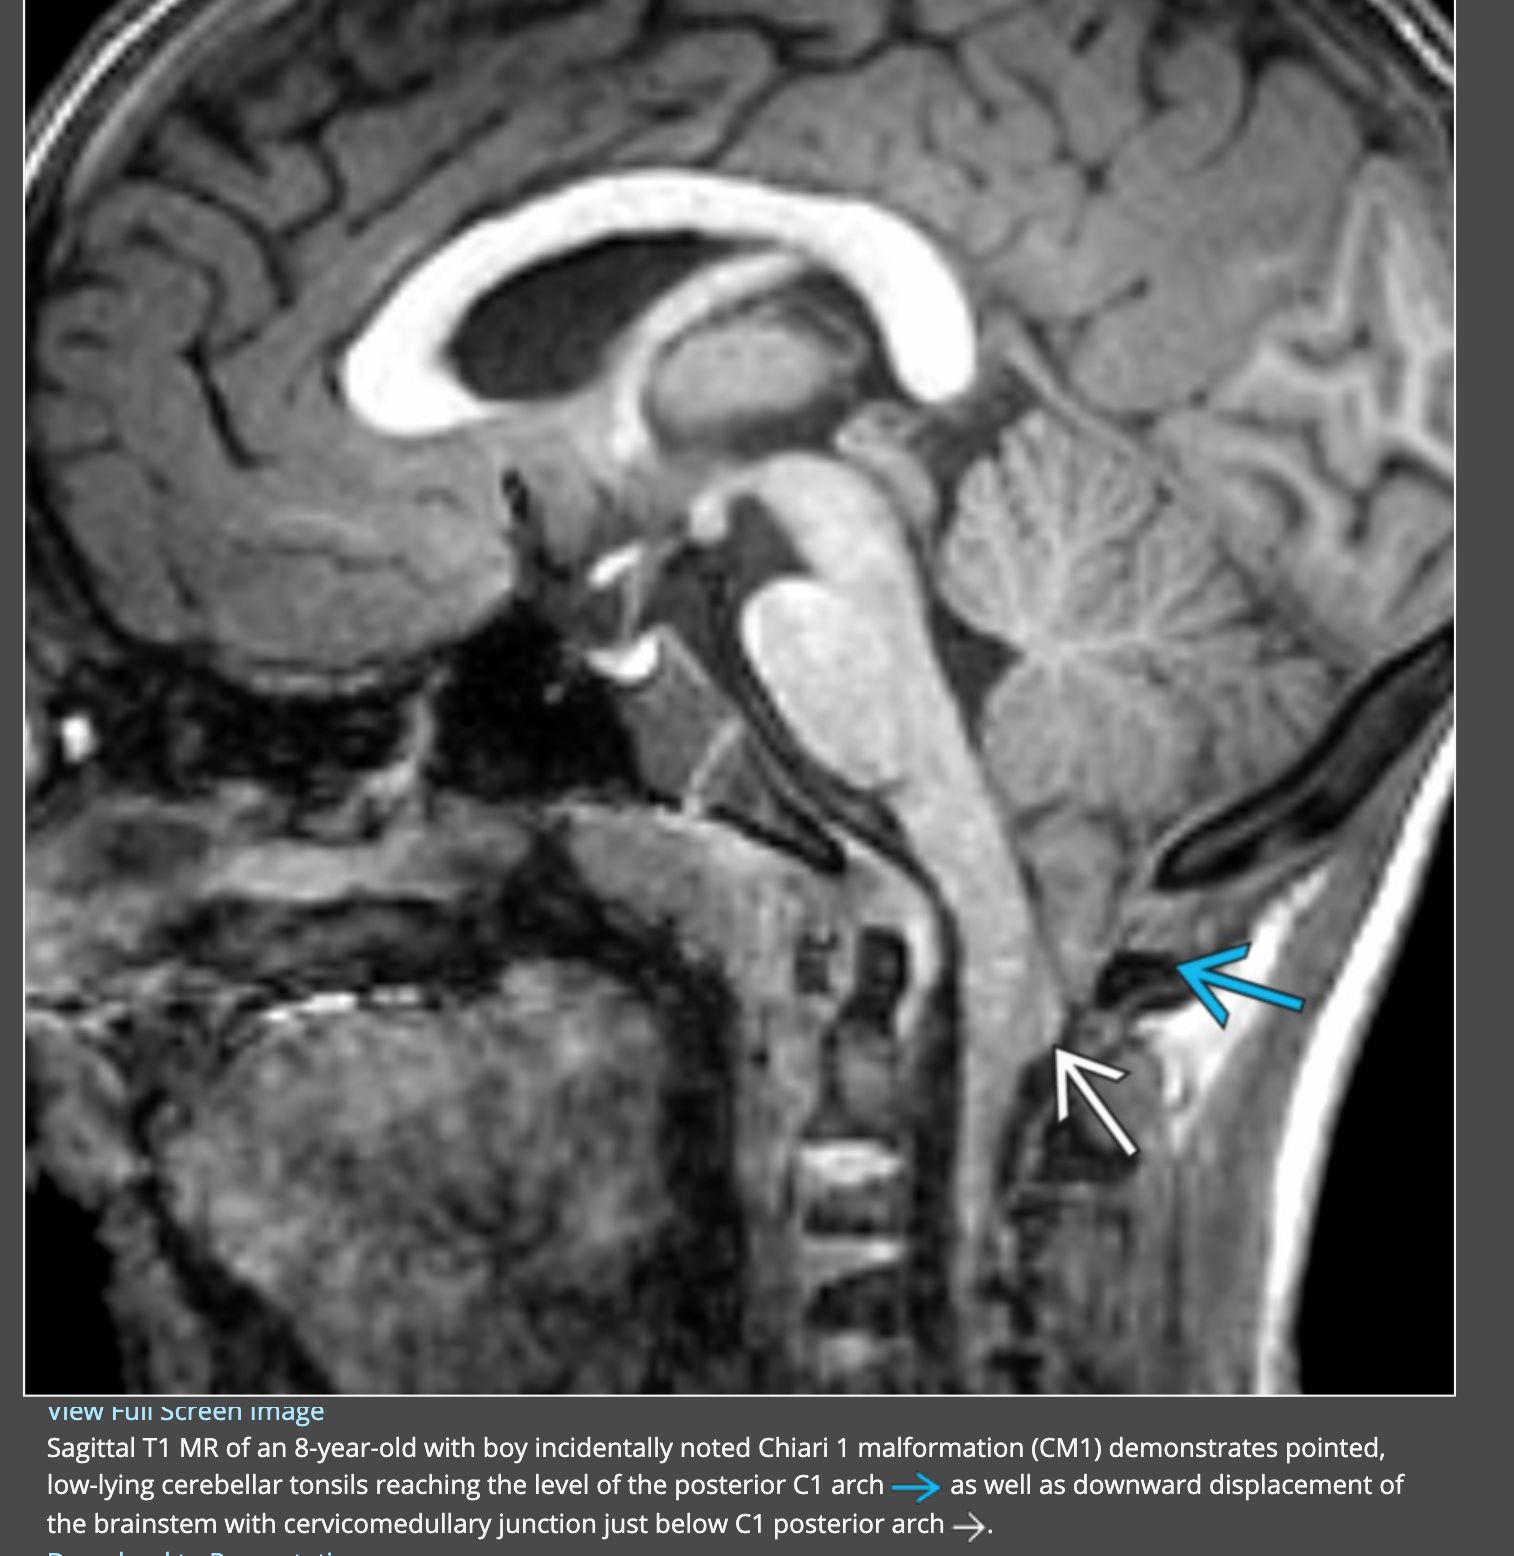 View Full Screen Image
Sagittal T1 MR of an 8-year-old with boy incidentally noted Chiari 1 malformation (CM1) demonstrates pointed,
low-lying cerebellar tonsils reaching the level of the posterior C1 arch → as well as downward displacement of
the brainstem with cervicomedullary junction just below C1 posterior arch →.